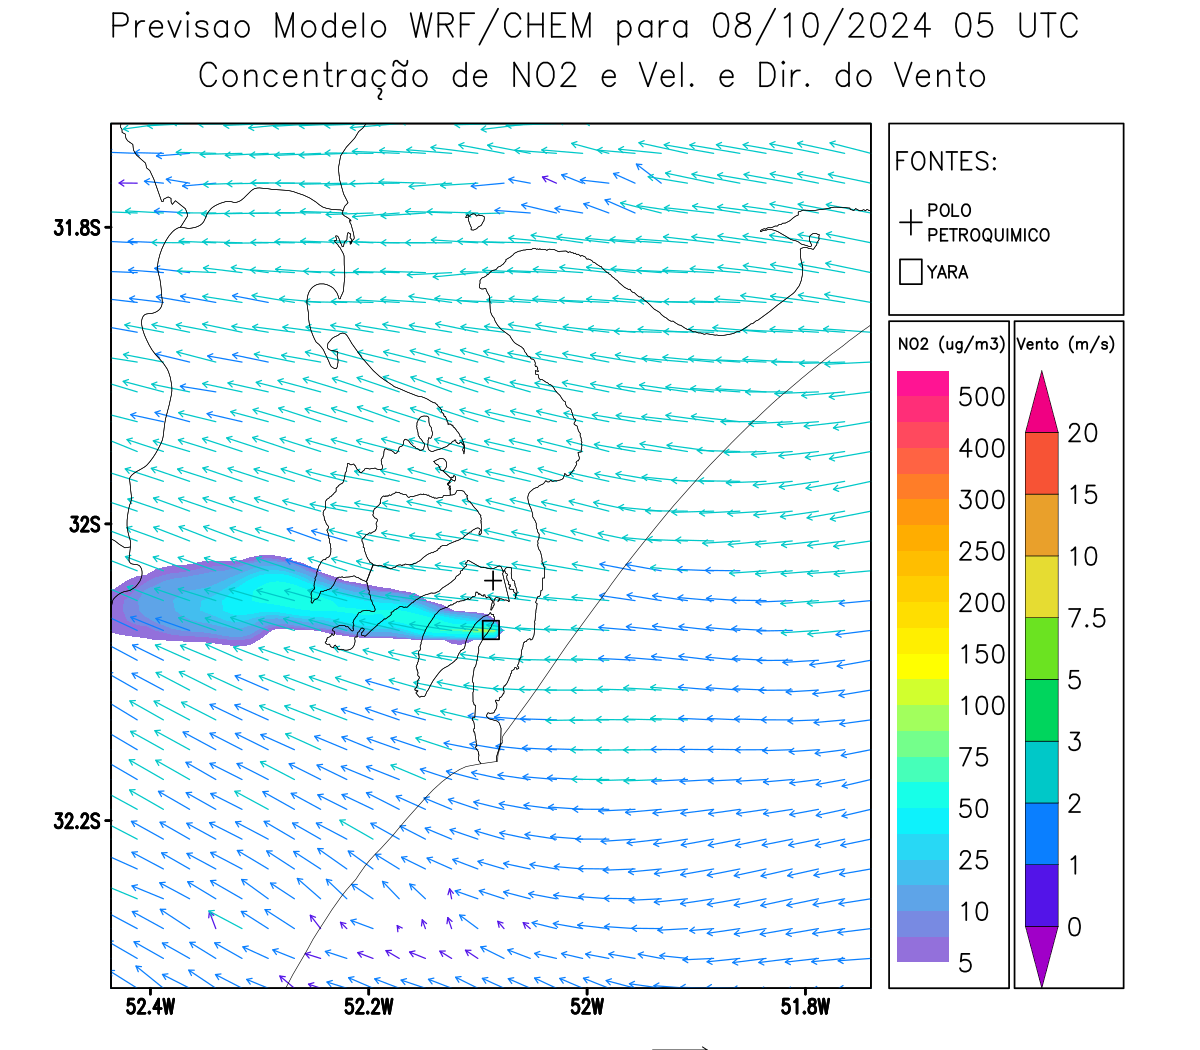 Previsao Modelo WRF/CHEM para 08/10/2024 05 UTC
Concentração de NO2 e Vel. e Dir. do Vento
FONTES:
POLO
PETROQUIMICO
YARA
NO2 (ug/m3)
500
400
300
250
200
150
100
75
50
25
10
5
Vento (m/s)
20
15
10
7.5
5
3
2
1
0
31.8S
32S
32.2S
52.4W
52.2W
52W
51.8W